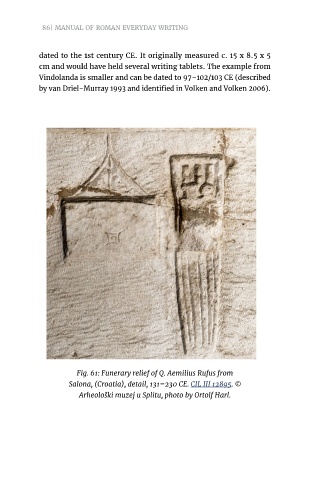 86| MANUAL OF ROMAN EVERYDAY WRITING
dated to the 1st century CE. It originally measured c. 15 x 8.5 x 5
cm and would have held several writing tablets. The example from
Vindolanda is smaller and can be dated to 97–102/103 CE (described
by van Driel-Murray 1993 and identified in Volken and Volken 2006).
Fig. 61: Funerary relief of Q. Aemilius Rufus from
Salona, (Croatia), detail, 131–230 CE. CIL III 12895. ©
Arheološki muzej u Splitu, photo by Ortolf Harl.